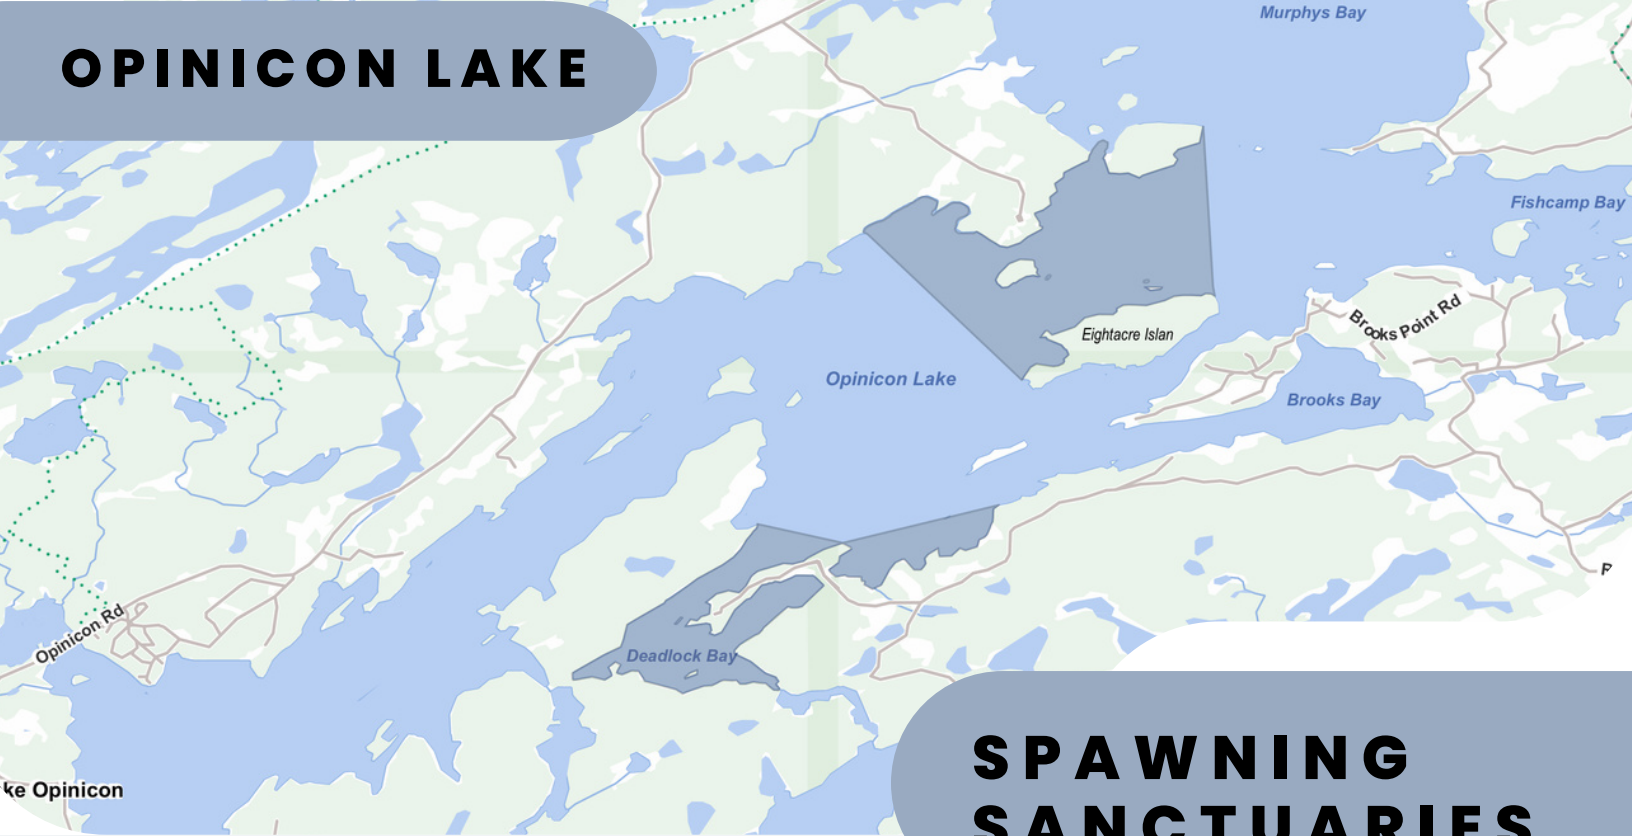 OPINICON LAKE
Murphys Bay
Fishcamp Bay
Brooks Point Rd
Eightacre Islan
Opinicon Lake
Brooks Bay
F
Opinicon Rd
Deadlock Bay
ke Opinicon
SPAWNING
SANCTUARIES